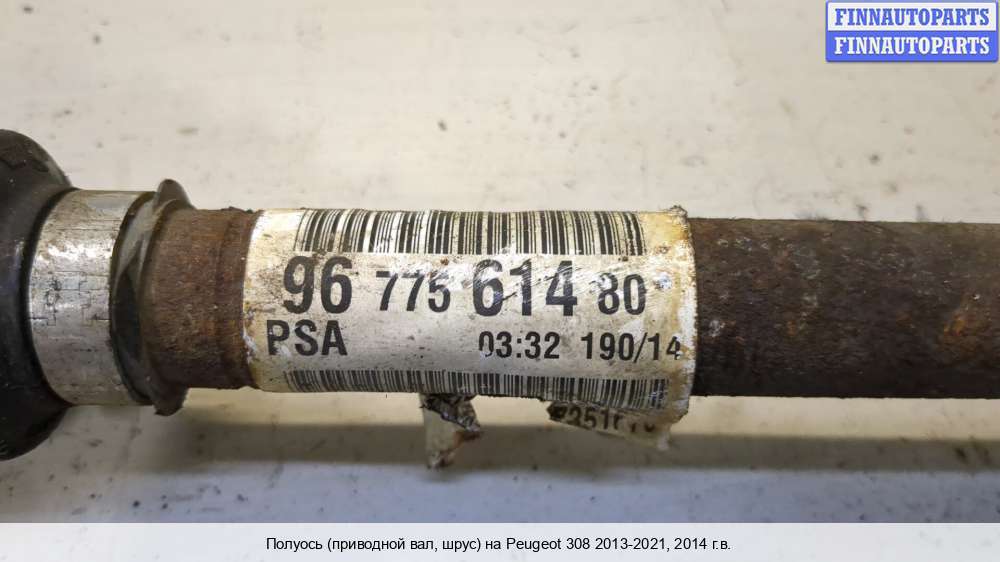 FINNAUTOPARTS
FINNAUTOPARTS
96 775 614 80
PSA 03:32 190/14
Полуось (приводной вал, шрус) на Peugeot 308 2013-2021, 2014 г.в.